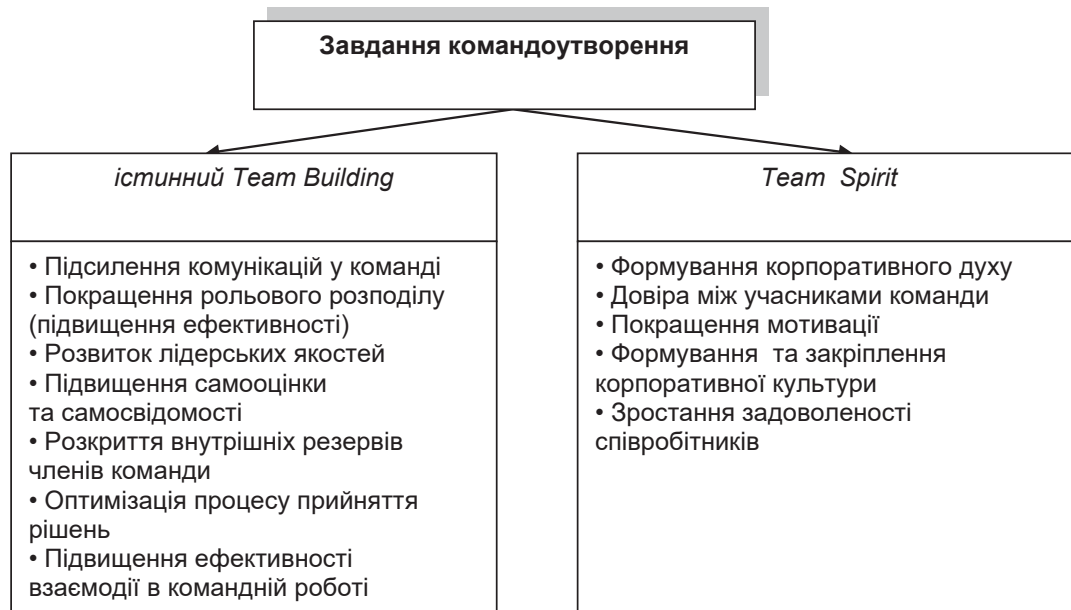 Завдання командоутворення
істинний Team Building
• Підсилення комунікацій у команді
• Покращення рольового розподілу
(підвищення ефективності)
• Розвиток лідерських якостей
• Підвищення самооцінки
та самосвідомості
• Розкриття внутрішніх резервів
членів команди
• Оптимізація процесу прийняття
рішень
• Підвищення ефективності
взаємодії в командній роботі
Team Spirit
• Формування корпоративного духу
• Довіра між учасниками команди
• Покращення мотивації
• Формування та закріплення
корпоративної культури
• Зростання задоволеності
співробітників